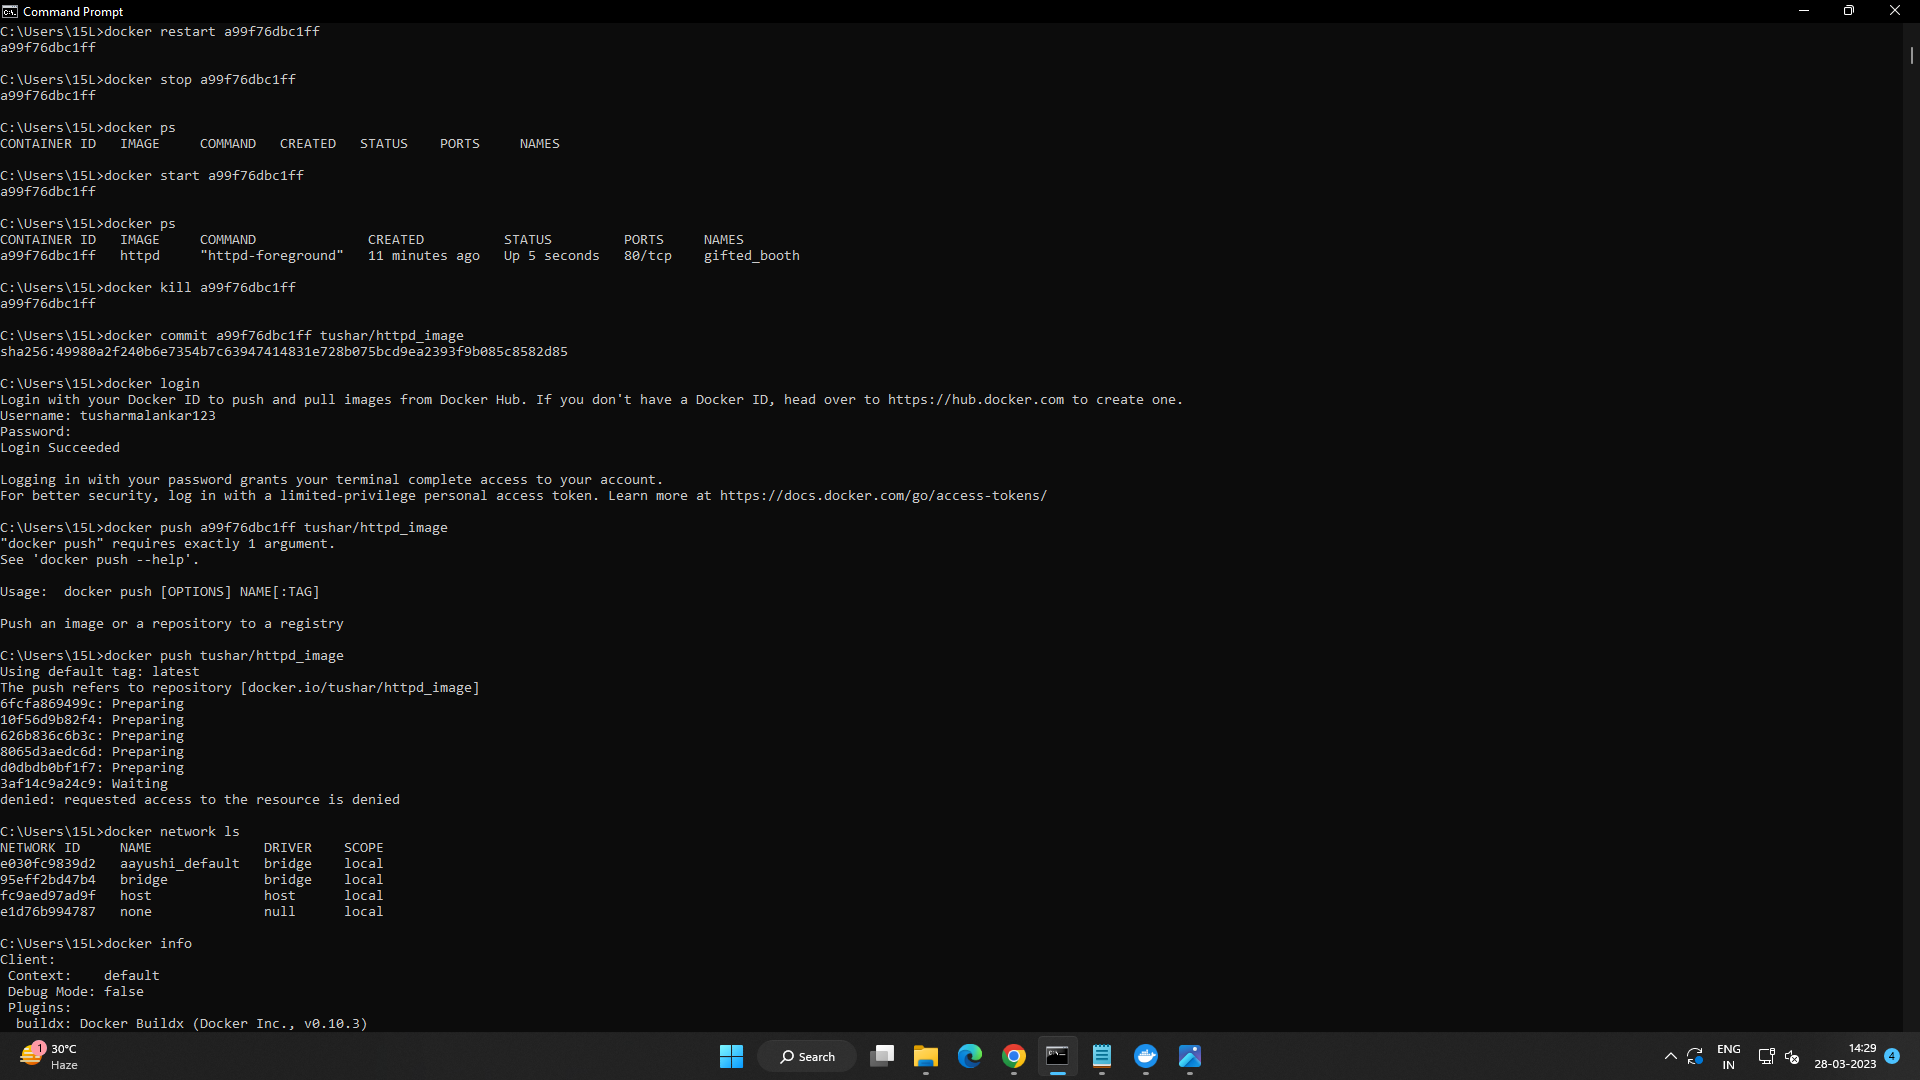 Command Prompt
C:\Users\15L>docker restart a99f76dbc1ff
a99f76dbc1ff
C:\Users\15L>docker stop a99f76dbc1ff
a99f76dbc1ff
C:\Users\15L>docker ps
CONTAINER ID   IMAGE     COMMAND   CREATED   STATUS    PORTS     NAMES
C:\Users\15L>docker start a99f76dbc1ff
a99f76dbc1ff
C:\Users\15L>docker ps
CONTAINER ID   IMAGE     COMMAND              CREATED          STATUS         PORTS     NAMES
a99f76dbc1ff   httpd     "httpd-foreground"   11 minutes ago   Up 5 seconds   80/tcp    gifted_booth
C:\Users\15L>docker kill a99f76dbc1ff
a99f76dbc1ff
C:\Users\15L>docker commit a99f76dbc1ff tushar/httpd_image
sha256:49980a2f240b6e7354b7c63947414831e728b075bcd9ea2393f9b085c8582d85
C:\Users\15L>docker login
Login with your Docker ID to push and pull images from Docker Hub. If you don't have a Docker ID, head over to https://hub.docker.com to create one.
Username: tusharmalankar123
Password:
Login Succeeded
Logging in with your password grants your terminal complete access to your account.
For better security, log in with a limited-privilege personal access token. Learn more at https://docs.docker.com/go/access-tokens/
C:\Users\15L>docker push a99f76dbc1ff tushar/httpd_image
"docker push" requires exactly 1 argument.
See 'docker push --help'.
Usage:  docker push [OPTIONS] NAME[:TAG]
Push an image or a repository to a registry
C:\Users\15L>docker push tushar/httpd_image
Using default tag: latest
The push refers to repository [docker.io/tushar/httpd_image]
6fcfa869499c: Preparing
10f56d9b82f4: Preparing
626b836c6b3c: Preparing
8065d3aedc6d: Preparing
d0dbdb0bf1f7: Preparing
3af14c9a24c9: Waiting
denied: requested access to the resource is denied
C:\Users\15L>docker network ls
NETWORK ID     NAME              DRIVER    SCOPE
e030fc9839d2   aayushi_default   bridge    local
95eff2bd47b4   bridge            bridge    local
fc9aed97ad9f   host              host      local
e1d76b994787   none              null      local
C:\Users\15L>docker info
Client:
 Context:    default
 Debug Mode: false
 Plugins:
  buildx: Docker Buildx (Docker Inc., v0.10.3)
1
30°C
Haze
Search
ENG
IN
14:29
28-03-2023
4